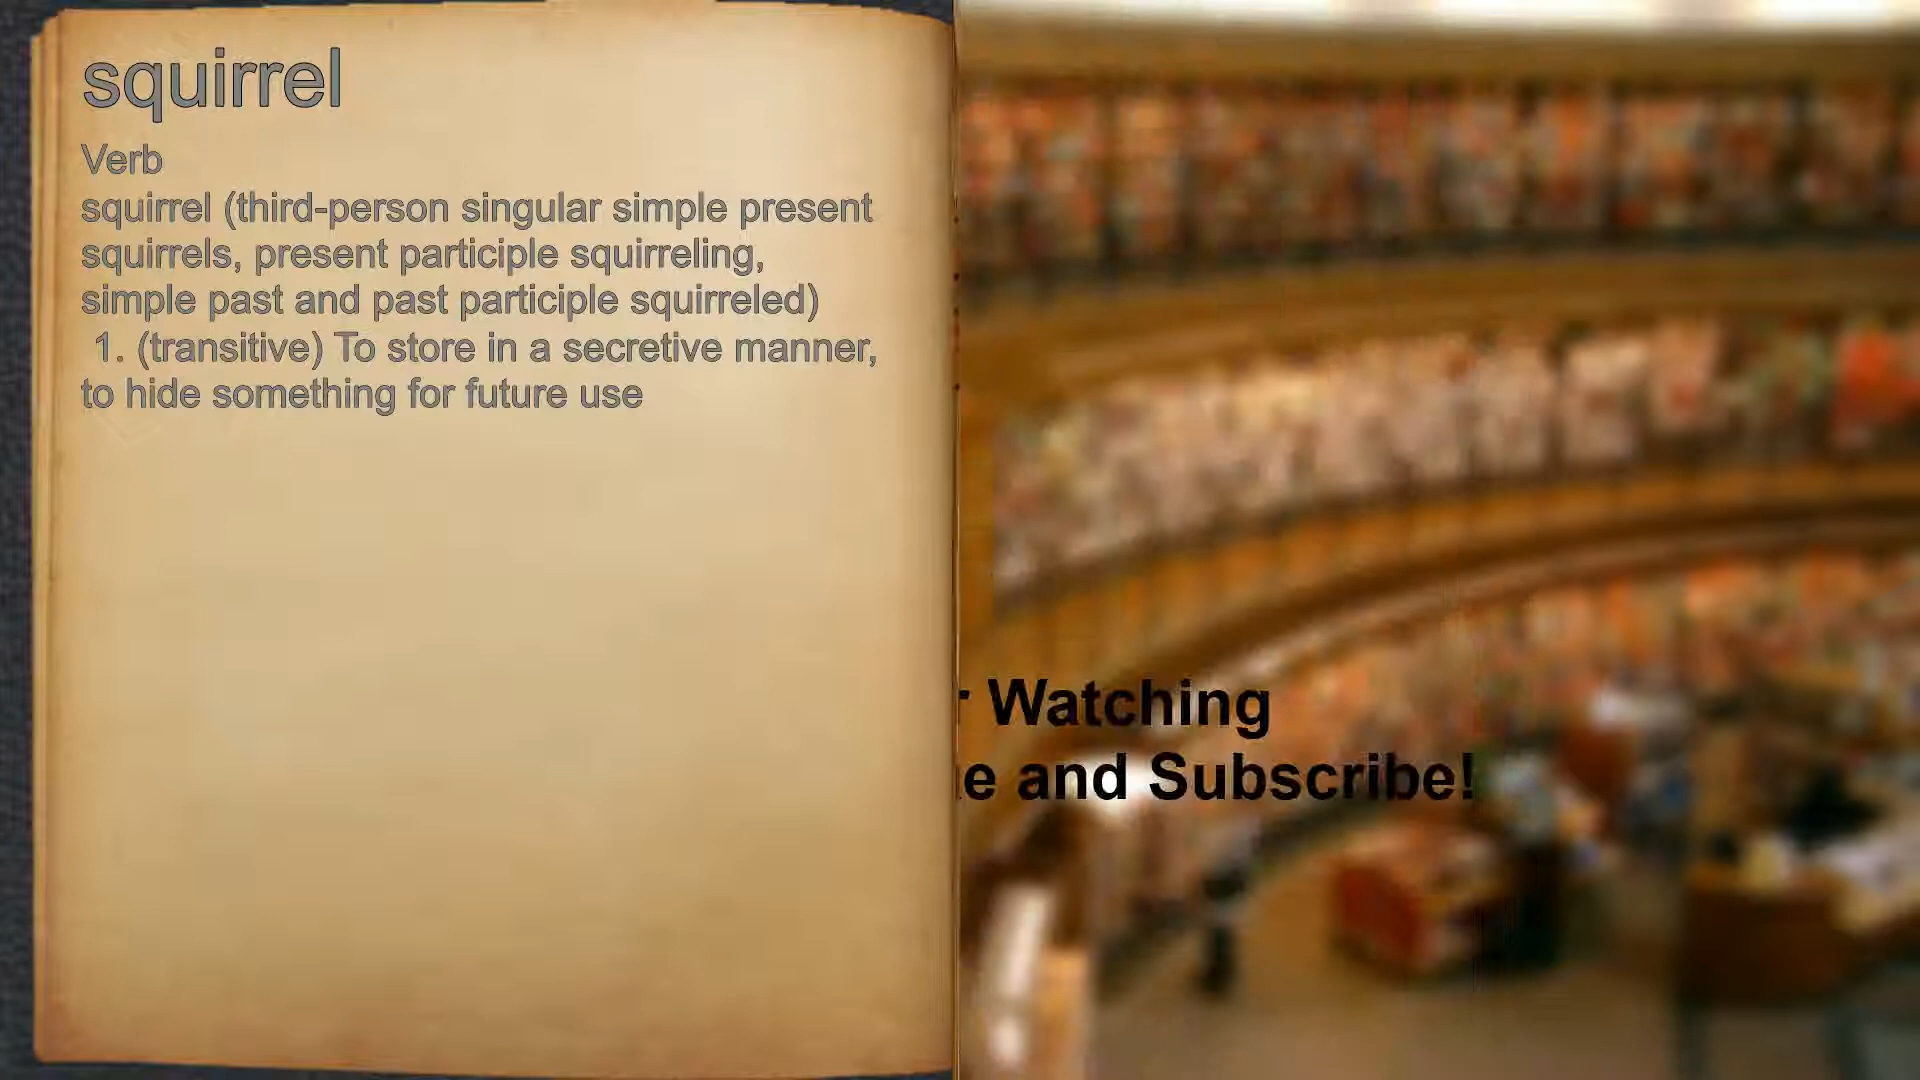 squirrel
Verb
squirrel (third-person singular simple present
squirrels, present participle squirreling,
simple past and past participle squirreled)
1. (transitive) To store in a secretive manner,
to hide something for future use
Watching
and Subscribe!